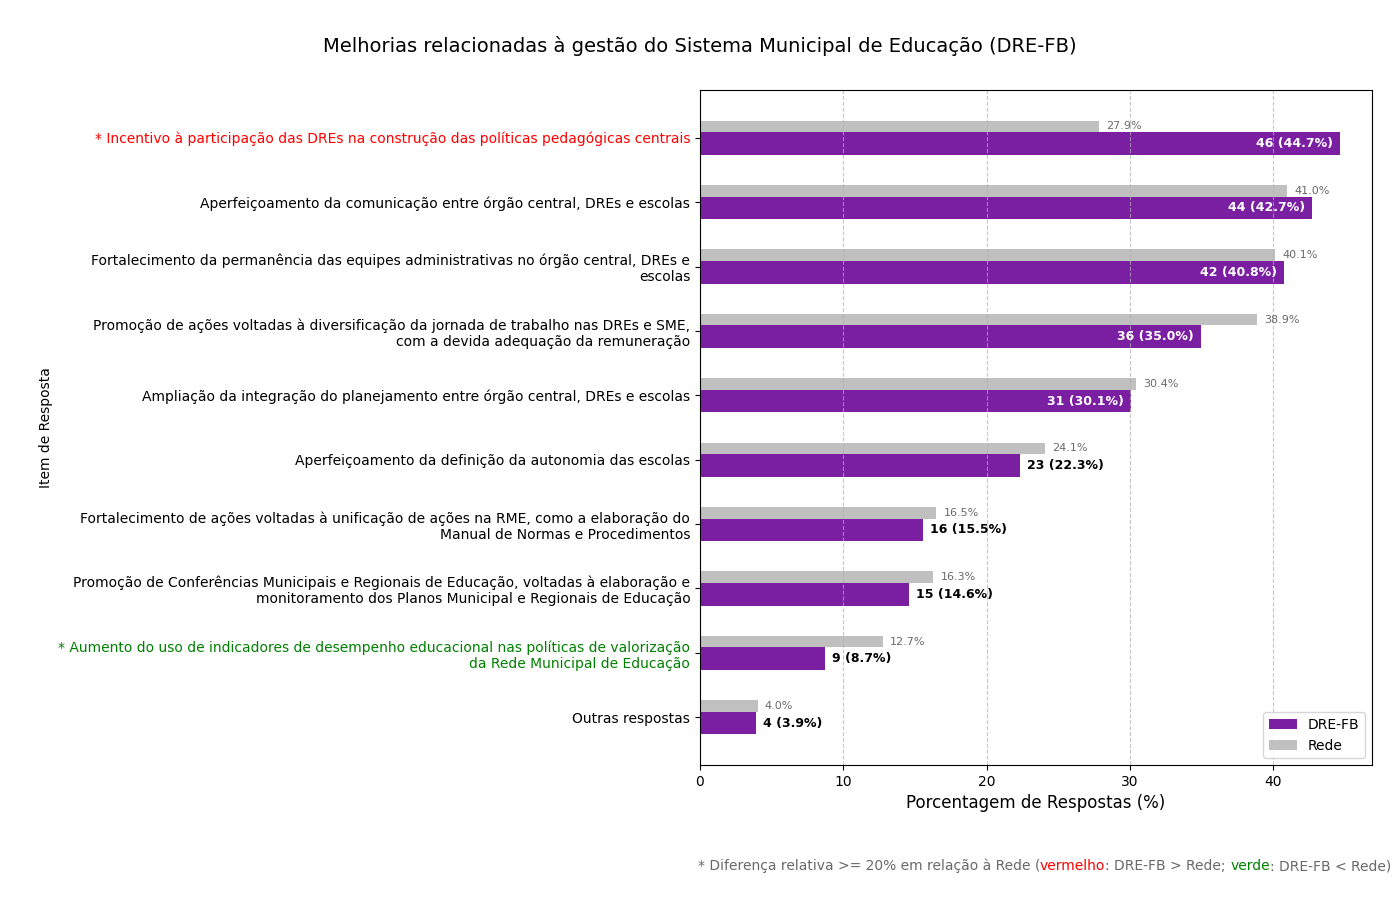 Melhorias relacionadas à gestão do Sistema Municipal de Educação (DRE-FB)
Item de Resposta
* Incentivo à participação das DREs na construção das políticas pedagógicas centrais
27.9%
46 (44.7%)
Aperfeiçoamento da comunicação entre órgão central, DREs e escolas
41.0%
44 (42.7%)
Fortalecimento da permanência das equipes administrativas no órgão central, DREs e
escolas
40.1%
42 (40.8%)
Promoção de ações voltadas à diversificação da jornada de trabalho nas DREs e SME,
com a devida adequação da remuneração
38.9%
36 (35.0%)
Ampliação da integração do planejamento entre órgão central, DREs e escolas
30.4%
31 (30.1%)
Aperfeiçoamento da definição da autonomia das escolas
24.1%
23 (22.3%)
Fortalecimento de ações voltadas à unificação de ações na RME, como a elaboração do
Manual de Normas e Procedimentos
16.5%
16 (15.5%)
Promoção de Conferências Municipais e Regionais de Educação, voltadas à elaboração e
monitoramento dos Planos Municipal e Regionais de Educação
16.3%
15 (14.6%)
* Aumento do uso de indicadores de desempenho educacional nas políticas de valorização
da Rede Municipal de Educação
12.7%
9 (8.7%)
Outras respostas
4.0%
4 (3.9%)
DRE-FB
Rede
0 10 20 30 40
Porcentagem de Respostas (%)
* Diferença relativa >= 20% em relação à Rede (vermelho: DRE-FB > Rede; verde: DRE-FB < Rede)